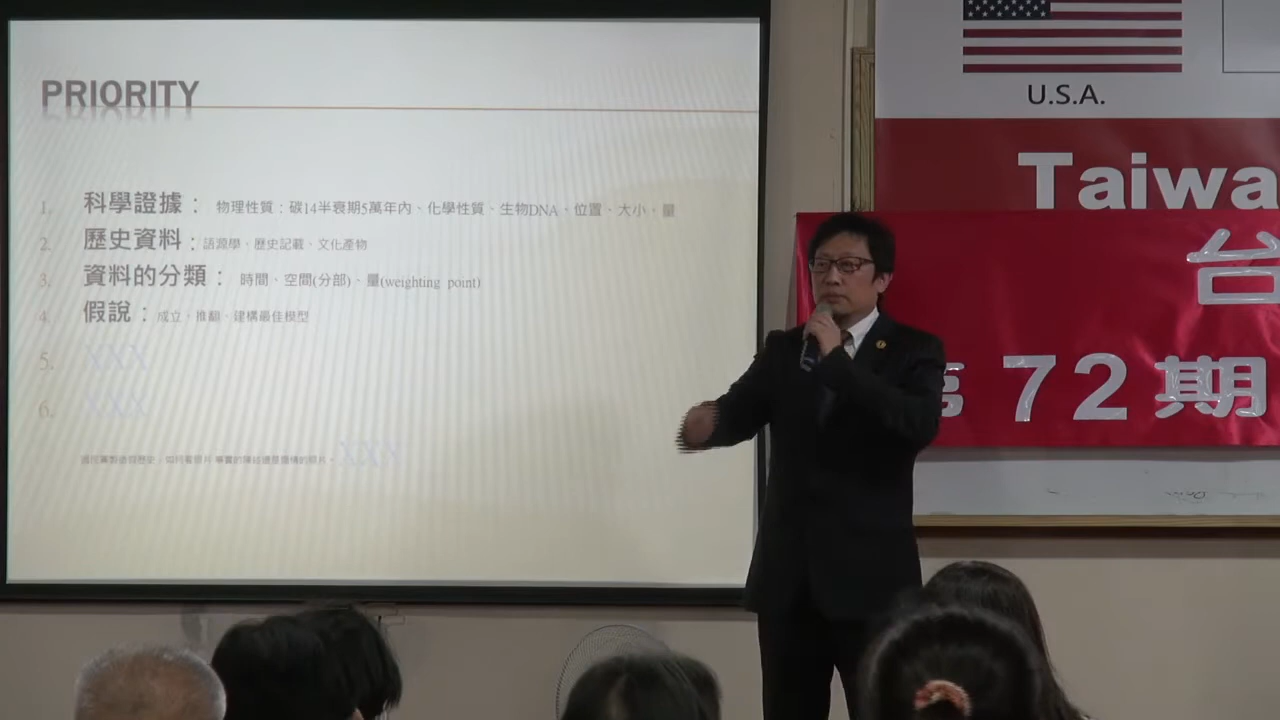 PRIORITY
1. 科學證據： 物理性質：碳14半衰期5萬年內、化學性質、生物DNA、位置、大小、量
2. 歷史資料：語源學、歷史記載、文化產物
3. 資料的分類： 時間、空間(分部)、量(weighting point)
4. 假說：成立、推翻、建構最佳模型
5. XXX
6. XXX
XXX
U.S.A.
Taiwa
台
第72期